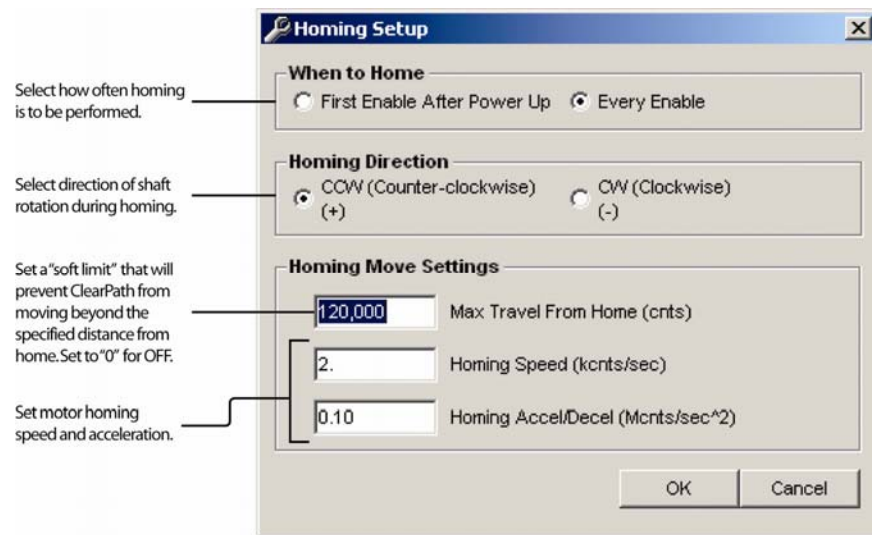 Homing Setup
Select how often homing
is to be performed.
When to Home
First Enable After Power Up
Every Enable
Select direction of shaft
rotation during homing.
Homing Direction
CCW (Counter-clockwise)
(+)
CW (Clockwise)
(-)
Set a "soft limit" that will
prevent ClearPath from
moving beyond the
specified distance from
home. Set to "0" for OFF.
Homing Move Settings
120,000
Max Travel From Home (cnts)
2.
Homing Speed (kcnts/sec)
Set motor homing
speed and acceleration.
0.10
Homing Accel/Decel (Mcnts/sec^2)
OK
Cancel